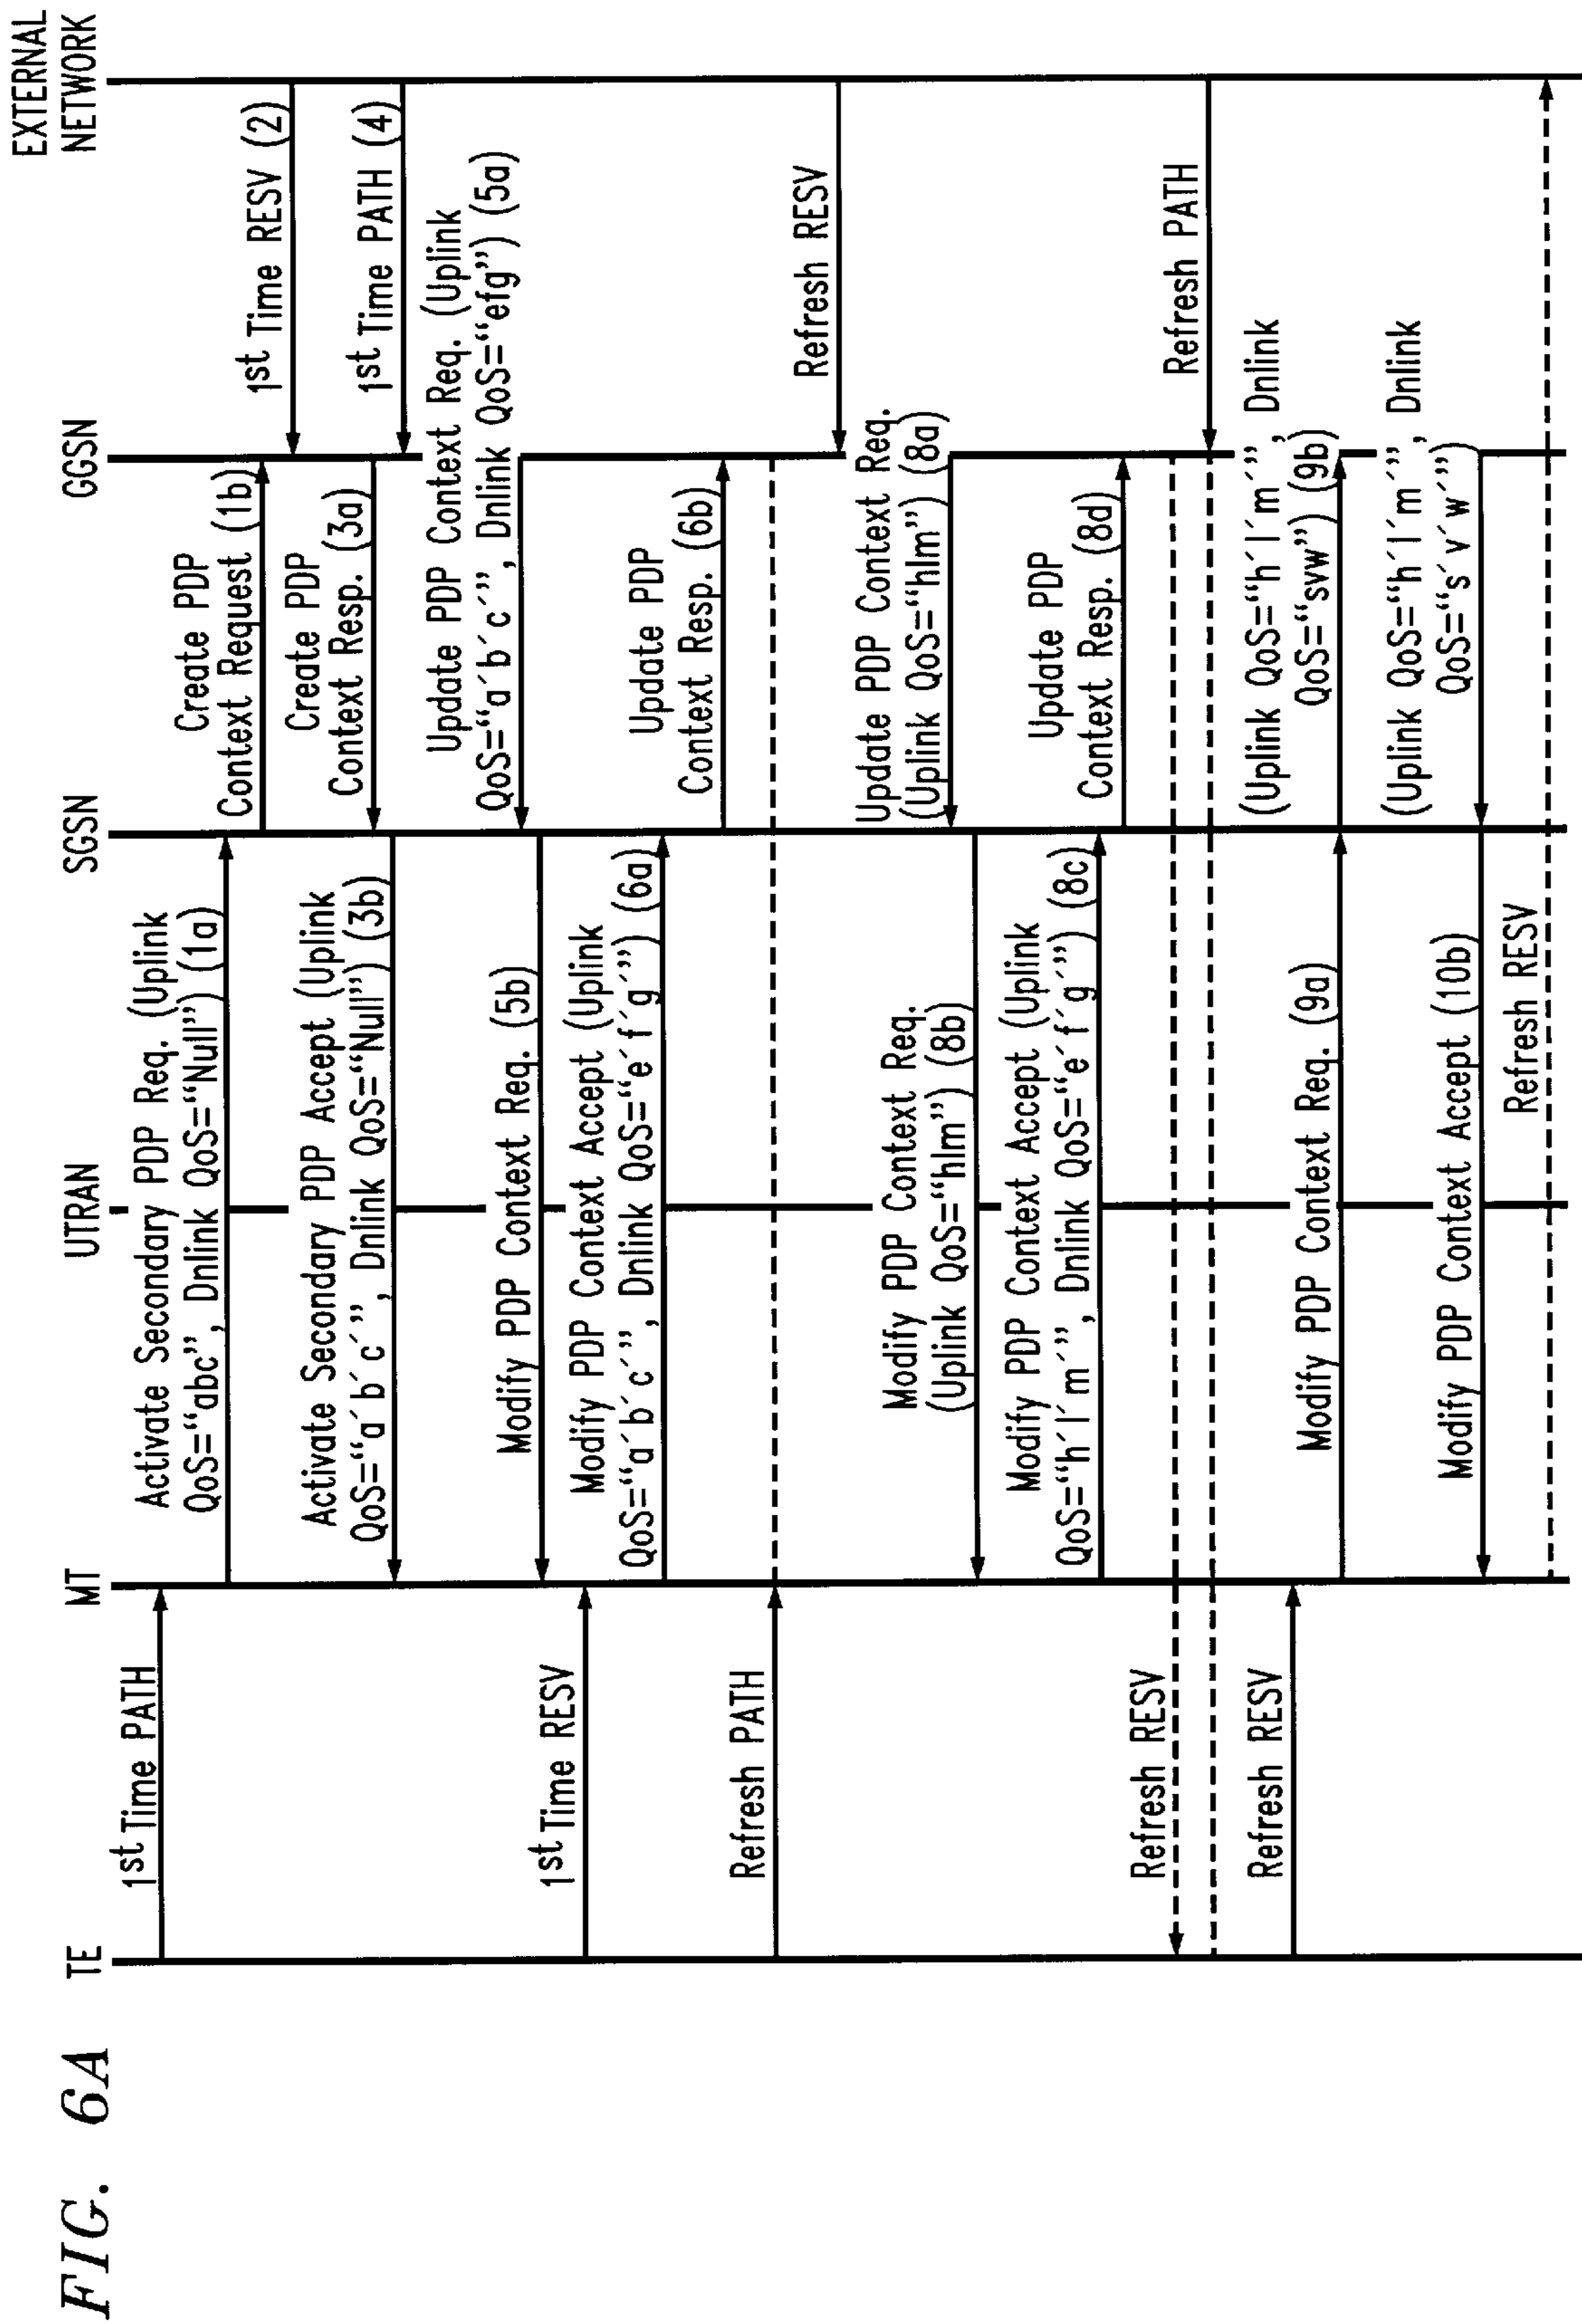 FIG. 6A
TE
MT
UTRAN
SGSN
GGSN
EXTERNAL
NETWORK
1st Time PATH
Activate Secondary PDP Req. (Uplink
QoS=“abc”, Dnlink QoS=“Null”) (1a)
Create PDP
Context Request (1b)
1st Time RESV (2)
Create PDP
Context Resp. (3a)
Activate Secondary PDP Accept (Uplink
QoS=“a´b´c´”, Dnlink QoS=“Null”) (3b)
1st Time PATH (4)
Update PDP Context Req. (Uplink
QoS=“a´b´c´”, Dnlink QoS=“efg”) (5a)
Modify PDP Context Req. (5b)
1st Time RESV
Modify PDP Context Accept (Uplink
QoS=“a´b´c´”, Dnlink QoS=“e´f´g´”) (6a)
Update PDP
Context Resp. (6b)
Refresh PATH
Refresh RESV
Update PDP Context Req.
(Uplink QoS=“hlm”) (8a)
Modify PDP Context Req.
(Uplink QoS=“hlm”) (8b)
Modify PDP Context Accept (Uplink
QoS=“h´l´m´”, Dnlink QoS=“e´f´g´”) (8c)
Update PDP
Context Resp. (8d)
Refresh RESV
Refresh PATH
Refresh RESV
Modify PDP Context Req. (9a)
(Uplink QoS=“h´l´m´”, Dnlink
QoS=“svw”) (9b)
(Uplink QoS=“h´l´m´”, Dnlink
QoS=“s´v´w´”)
Modify PDP Context Accept (10b)
Refresh RESV